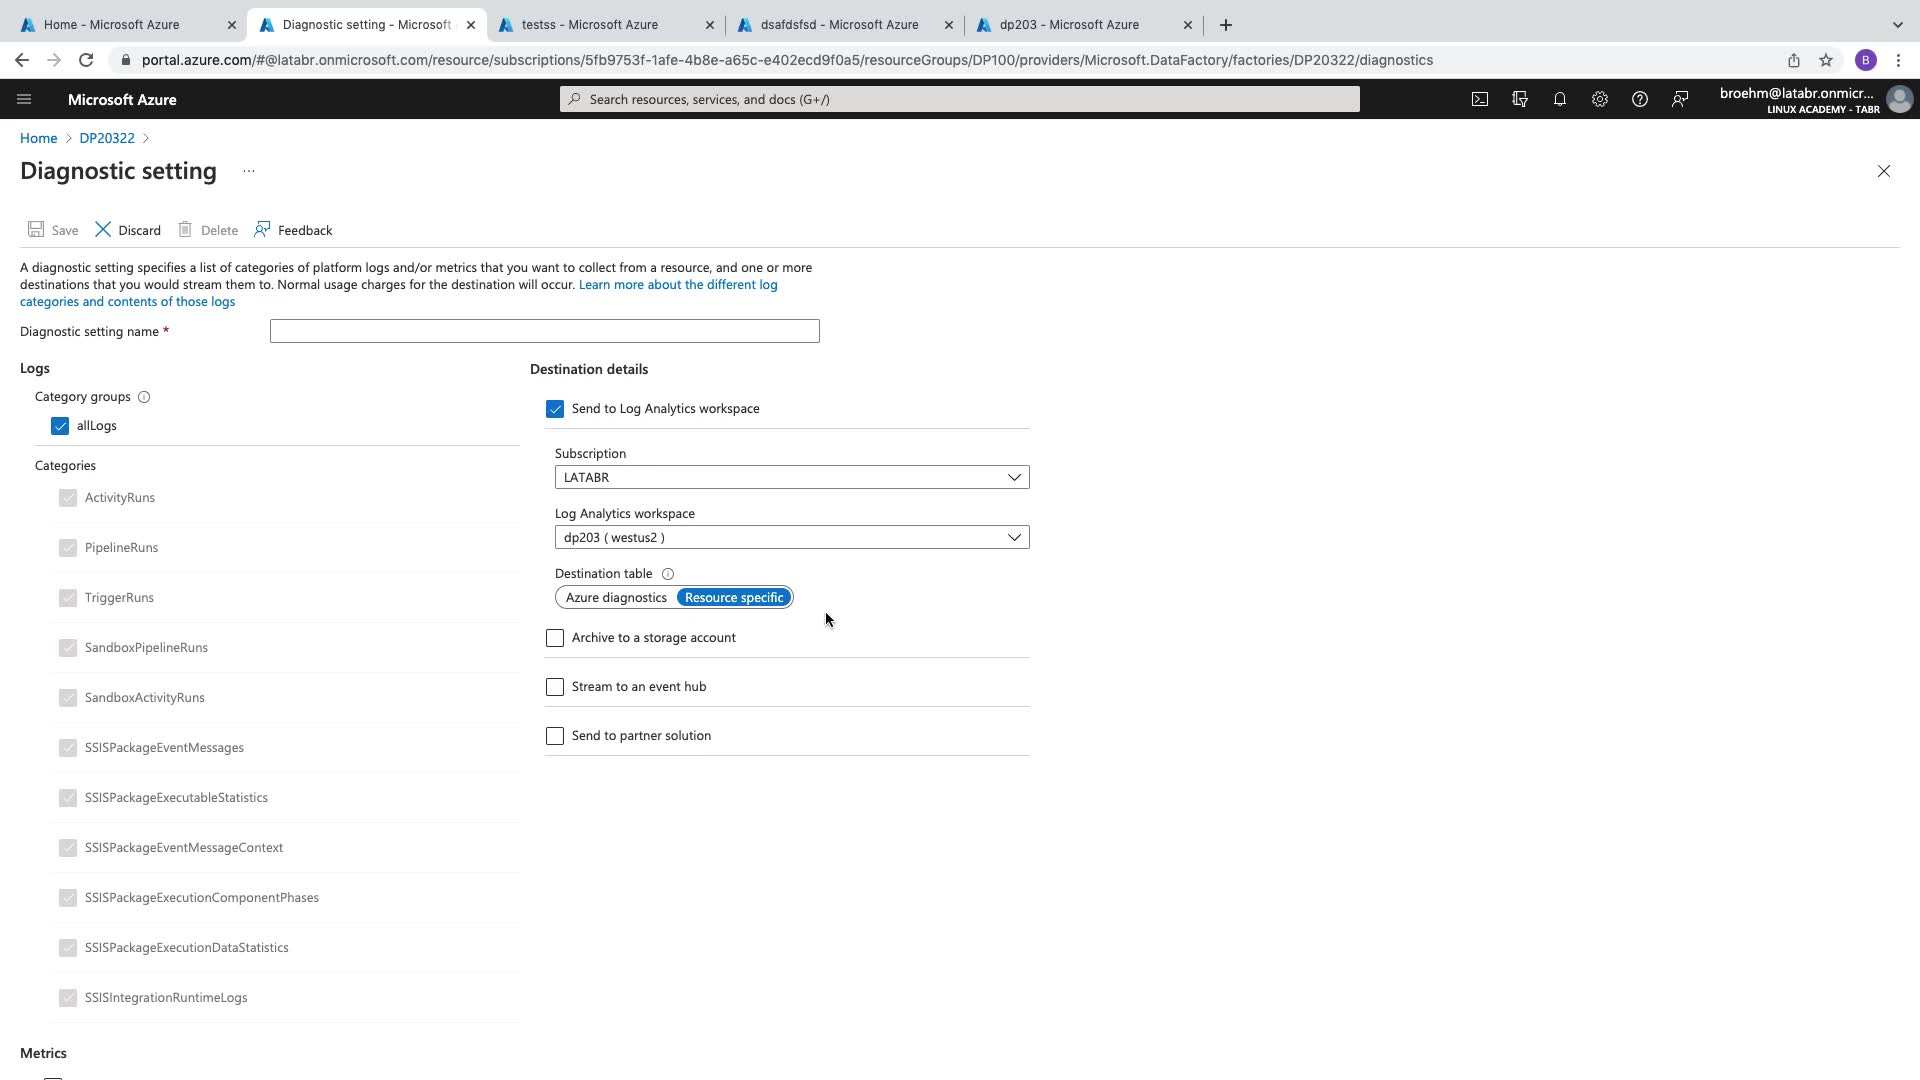 Home - Microsoft Azure
Diagnostic setting - Microsoft
testss - Microsoft Azure
dsafdsfsd - Microsoft Azure
dp203 - Microsoft Azure
portal.azure.com/#@latabr.onmicrosoft.com/resource/subscriptions/5fb9753f-1afe-4b8e-a65c-e402ecd9f0a5/resourceGroups/DP100/providers/Microsoft.DataFactory/factories/DP20322/diagnostics
B
Microsoft Azure
Search resources, services, and docs (G+/)
broehm@latabr.onmicr...
LINUX ACADEMY - TABR
Home > DP20322 >
Diagnostic setting ...
Save
Discard
Delete
Feedback
A diagnostic setting specifies a list of categories of platform logs and/or metrics that you want to collect from a resource, and one or more
destinations that you would stream them to. Normal usage charges for the destination will occur. Learn more about the different log
categories and contents of those logs
Diagnostic setting name *
Logs
Category groups
allLogs
Categories
ActivityRuns
PipelineRuns
TriggerRuns
SandboxPipelineRuns
SandboxActivityRuns
SSISPackageEventMessages
SSISPackageExecutableStatistics
SSISPackageEventMessageContext
SSISPackageExecutionComponentPhases
SSISPackageExecutionDataStatistics
SSISIntegrationRuntimeLogs
Metrics
Destination details
Send to Log Analytics workspace
Subscription
LATABR
Log Analytics workspace
dp203 ( westus2 )
Destination table
Azure diagnostics
Resource specific
Archive to a storage account
Stream to an event hub
Send to partner solution